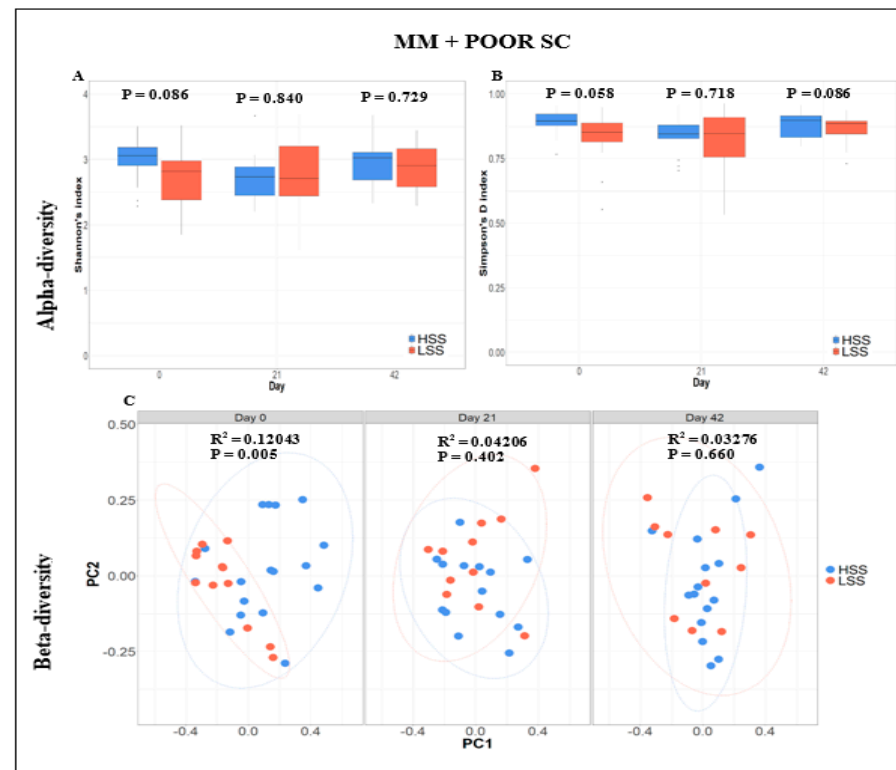 MM + POOR SC
A
P = 0.086
P = 0.840
P = 0.729
4
3
2
1
0
Shannon's index
0
21
42
Day
HSS
LSS
B
P = 0.058
P = 0.718
P = 0.086
1.00
0.75
0.50
0.25
0.00
Simpson's D index
0
21
42
Day
HSS
LSS
Alpha-diversity
C
Day 0
Day 21
Day 42
R² = 0.12043
P = 0.005
R² = 0.04206
P = 0.402
R² = 0.03276
P = 0.660
0.50
0.25
0.00
-0.25
PC2
-0.4 0.0 0.4
-0.4 0.0 0.4
-0.4 0.0 0.4
PC1
HSS
LSS
Beta-diversity